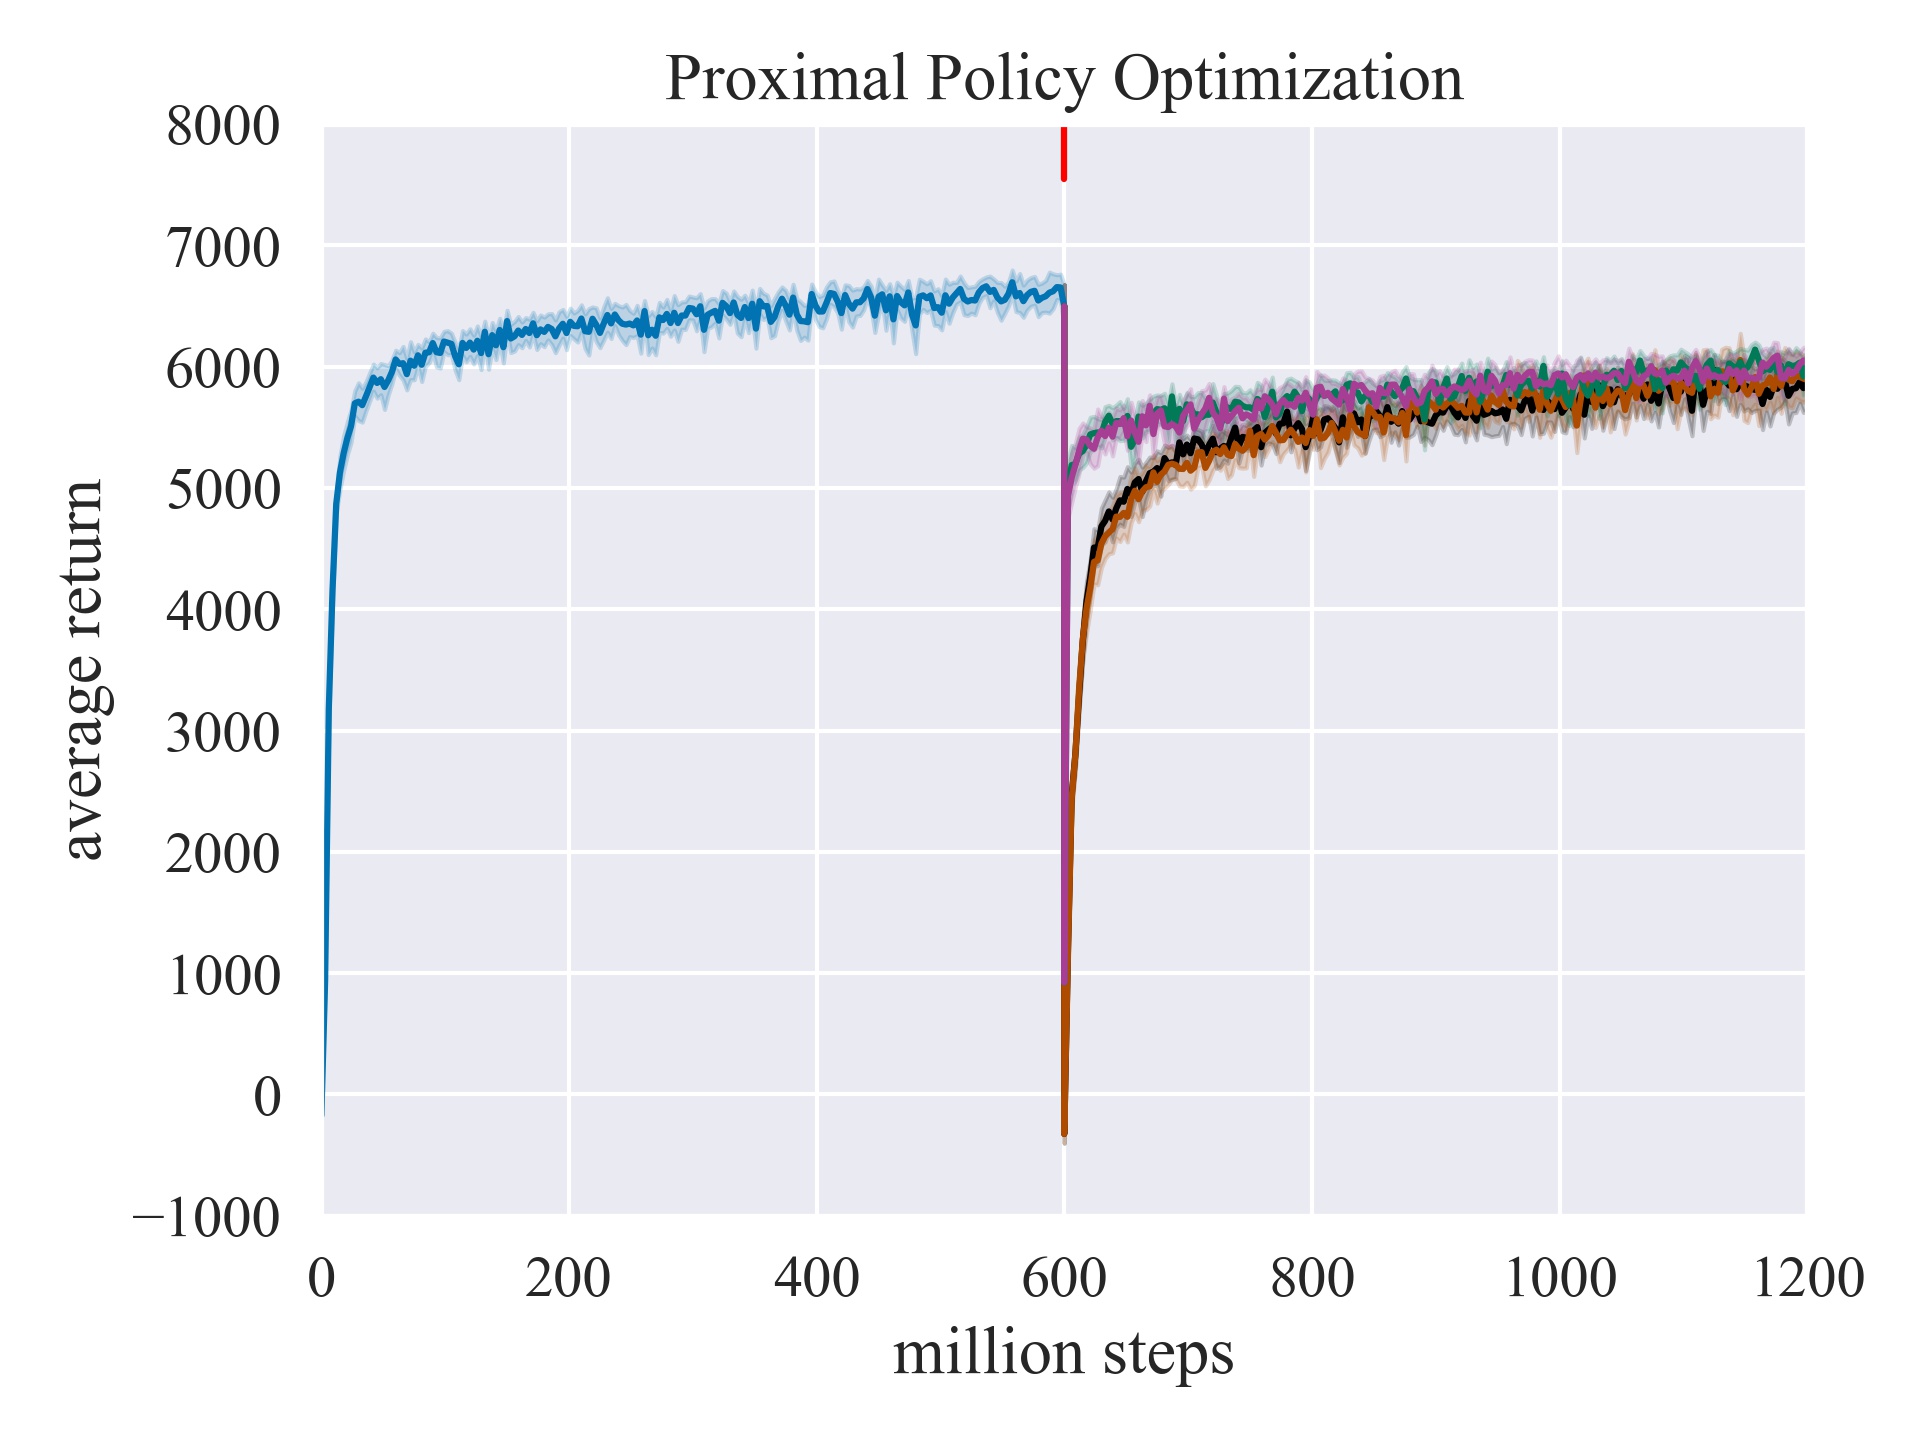 Proximal Policy Optimization
8000
7000
6000
5000
4000
3000
2000
1000
0
−1000
average return
0 200 400 600 800 1000 1200
million steps